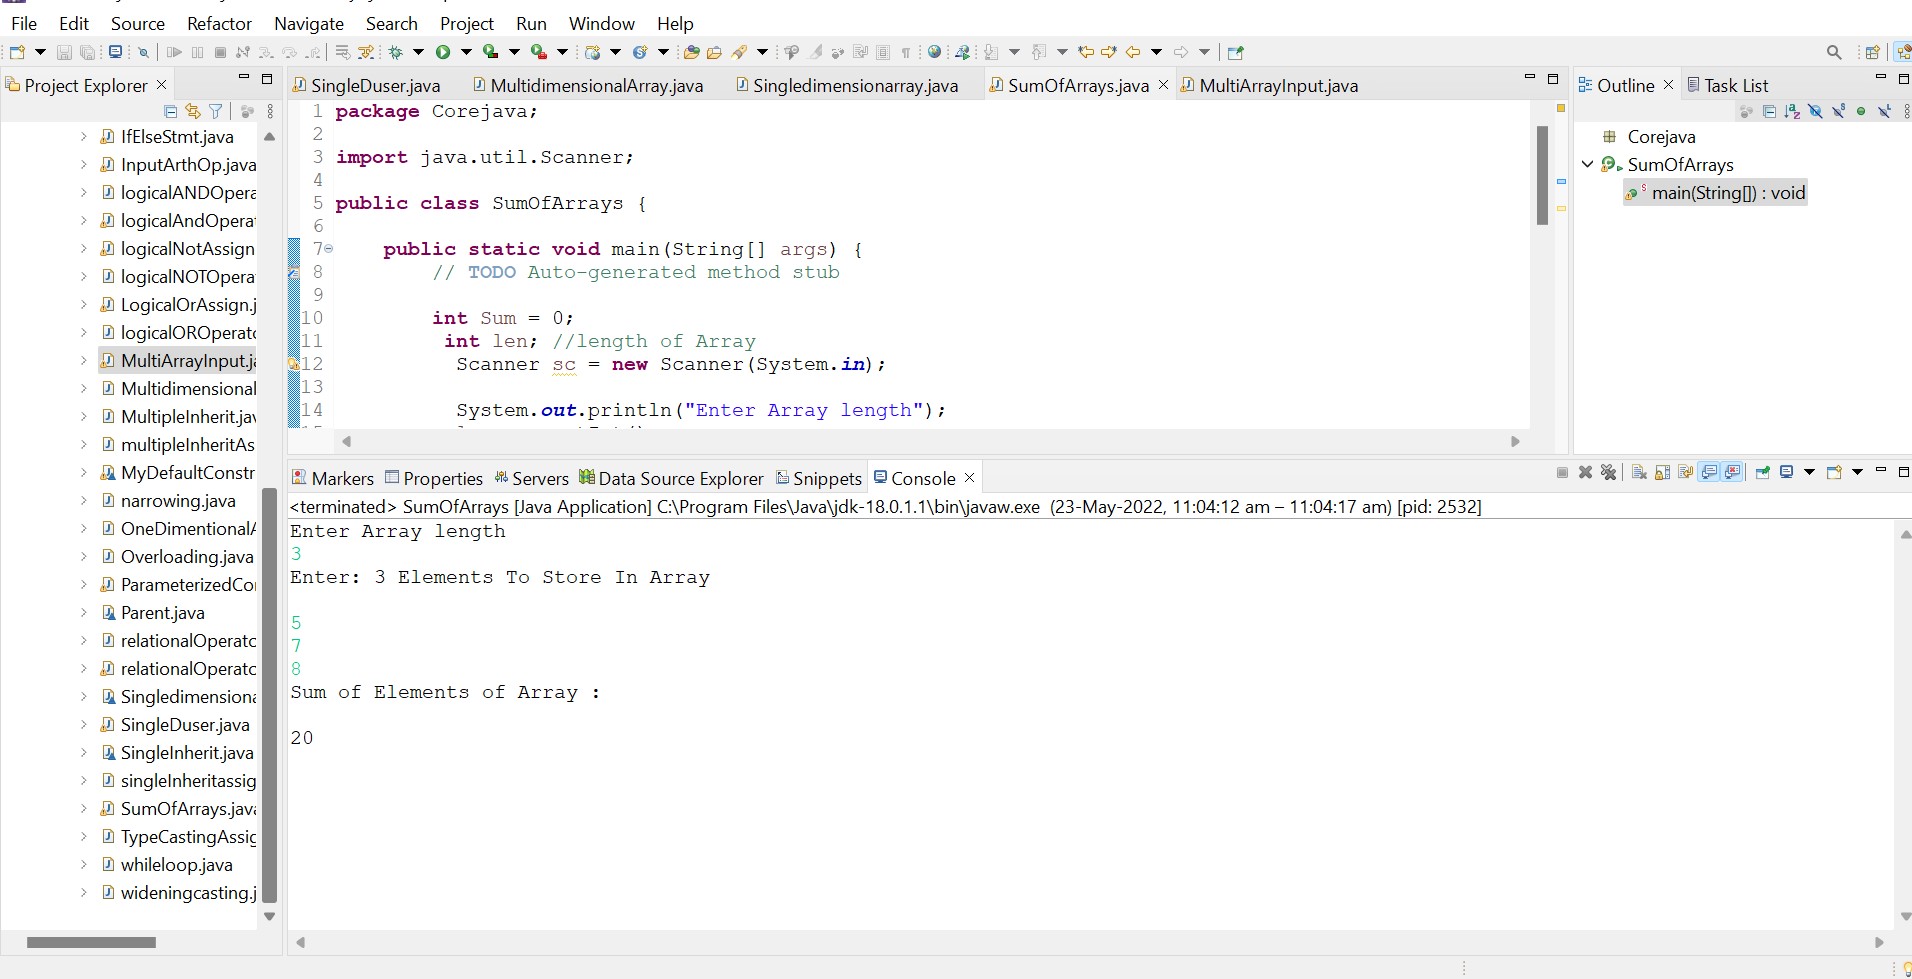 File Edit Source Refactor Navigate Search Project Run Window Help
Project Explorer
IfElseStmt.java
InputArthOp.java
logicalANDOpera
logicalAndOperat
logicalNotAssign
logicalNOTOpera
LogicalOrAssign.j
logicalOROperato
MultiArrayInput.ja
Multidimensional
MultipleInherit.jav
multipleInheritAs
MyDefaultConstr
narrowing.java
OneDimentionalA
Overloading.java
ParameterizedCon
Parent.java
relationalOperato
relationalOperato
Singledimensiona
SingleDuser.java
SingleInherit.java
singleInheritassig
SumOfArrays.java
TypeCastingAssig
whileloop.java
wideningcasting.j
SingleDuser.java MultidimensionalArray.java Singledimensionarray.java SumOfArrays.java MultiArrayInput.java
1 package Corejava;
2
3 import java.util.Scanner;
4
5 public class SumOfArrays {
6
7 public static void main(String[] args) {
8 // TODO Auto-generated method stub
9
10 int Sum = 0;
11 int len; //length of Array
12 Scanner sc = new Scanner(System.in);
13
14 System.out.println("Enter Array length");
Outline Task List
Corejava
SumOfArrays
main(String[]) : void
Markers Properties Servers Data Source Explorer Snippets Console
<terminated> SumOfArrays [Java Application] C:\Program Files\Java\jdk-18.0.1.1\bin\javaw.exe (23-May-2022, 11:04:12 am – 11:04:17 am) [pid: 2532]
Enter Array length
3
Enter: 3 Elements To Store In Array
5
7
8
Sum of Elements of Array :
20